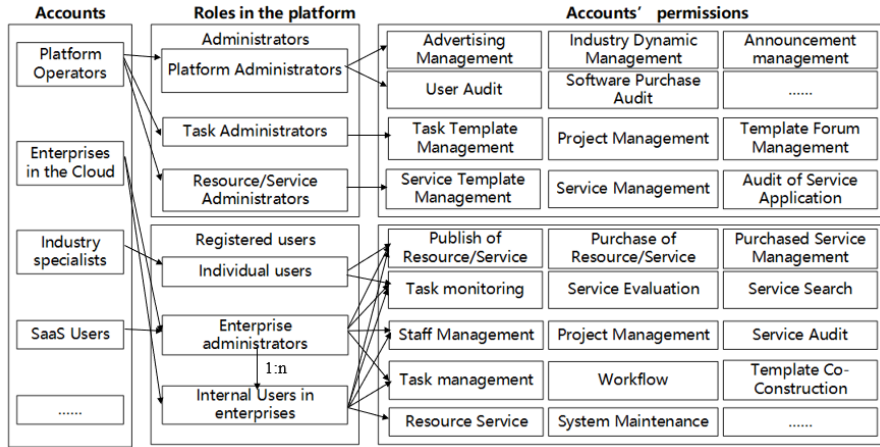 Accounts
Roles in the platform
Accounts' permissions
Platform
Operators
Enterprises
in the Cloud
Industry
specialists
SaaS Users
......
Administrators
Platform Administrators
Task Administrators
Resource/Service
Administrators
Registered users
Individual users
Enterprise
administrators
1:n
Internal Users in
enterprises
Advertising
Management
Industry Dynamic
Management
Announcement
management
User Audit
Software Purchase
Audit
......
Task Template
Management
Project Management
Template Forum
Management
Service Template
Management
Service Management
Audit of Service
Application
Publish of
Resource/Service
Purchase of
Resource/Service
Purchased Service
Management
Task monitoring
Service Evaluation
Service Search
Staff Management
Project Management
Service Audit
Task management
Workflow
Template Co-
Construction
Resource Service
System Maintenance
......